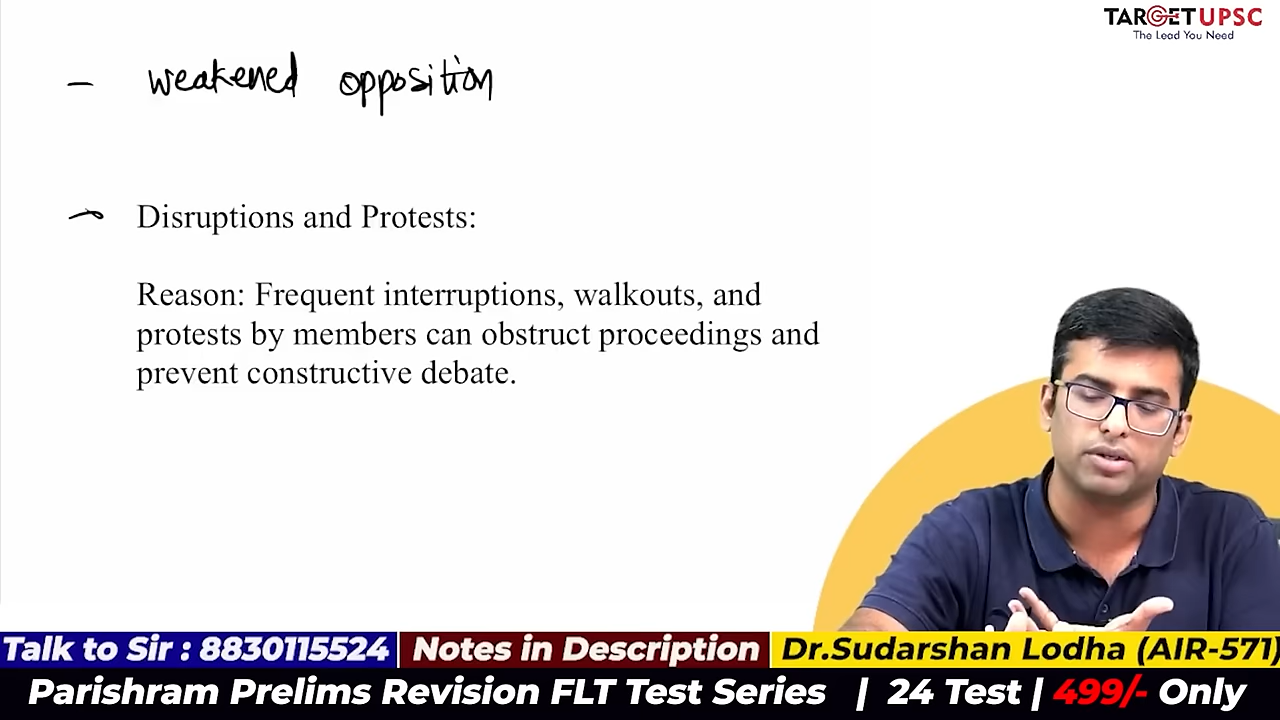 TARGET UPSC
The Lead You Need
– weakened opposition
Disruptions and Protests:
Reason: Frequent interruptions, walkouts, and
protests by members can obstruct proceedings and
prevent constructive debate.
Talk to Sir : 8830115524 Notes in Description Dr.Sudarshan Lodha (AIR-571)
Parishram Prelims Revision FLT Test Series | 24 Test | 499/- Only